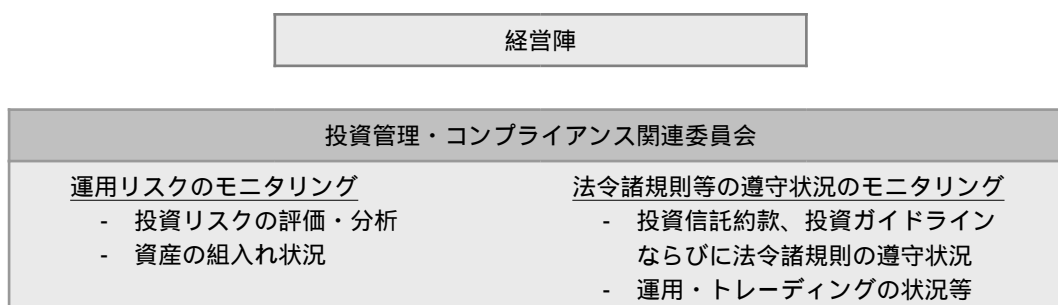 経営陣
投資管理・コンプライアンス関連委員会
運用リスクのモニタリング
- 投資リスクの評価・分析
- 資産の組入れ状況
法令諸規則等の遵守状況のモニタリング
- 投資信託約款、投資ガイドライン
ならびに法令諸規則の遵守状況
- 運用・トレーディングの状況等